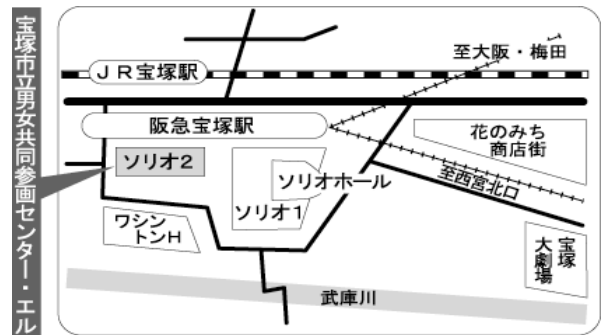 宝塚市立男女共同参画センター・エル
至大阪・梅田
JR宝塚駅
阪急宝塚駅
花のみち
商店街
ソリオ2
ソリオホール
至西宮北口
ソリオ1
ワシン
トンH
宝塚
大劇場
武庫川